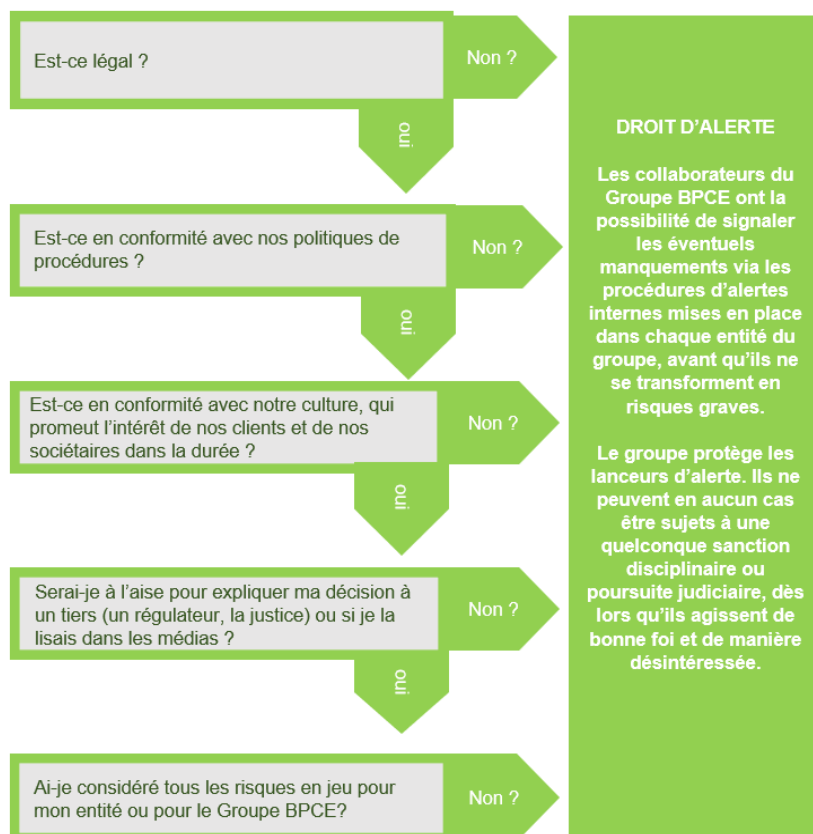 Est-ce légal ?
Non ?
oui
Est-ce en conformité avec nos politiques de
procédures ?
Non ?
oui
Est-ce en conformité avec notre culture, qui
promeut l’intérêt de nos clients et de nos
sociétaires dans la durée ?
Non ?
oui
Serai-je à l’aise pour expliquer ma décision à
un tiers (un régulateur, la justice) ou si je la
lisais dans les médias ?
Non ?
oui
Ai-je considéré tous les risques en jeu pour
mon entité ou pour le Groupe BPCE?
Non ?
DROIT D’ALERTE
Les collaborateurs du
Groupe BPCE ont la
possibilité de signaler
les éventuels
manquements via les
procédures d’alertes
internes mises en place
dans chaque entité du
groupe, avant qu’ils ne
se transforment en
risques graves.
Le groupe protège les
lanceurs d’alerte. Ils ne
peuvent en aucun cas
être sujets à une
quelconque sanction
disciplinaire ou
poursuite judiciaire, dès
lors qu’ils agissent de
bonne foi et de manière
désintéressée.